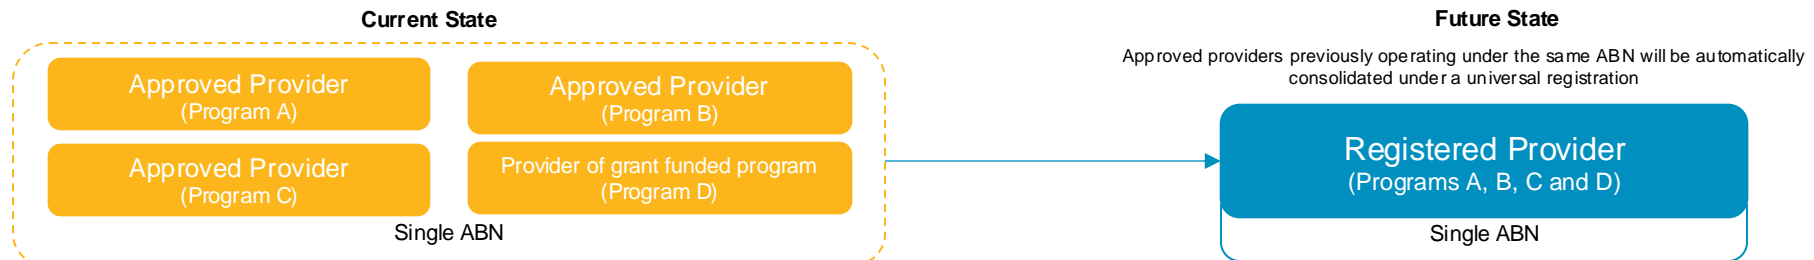 Current State
Approved Provider
(Program A)
Approved Provider
(Program B)
Approved Provider
(Program C)
Provider of grant funded program
(Program D)
Single ABN
Future State
Approved providers previously operating under the same ABN will be automatically
consolidated under a universal registration
Registered Provider
(Programs A, B, C and D)
Single ABN